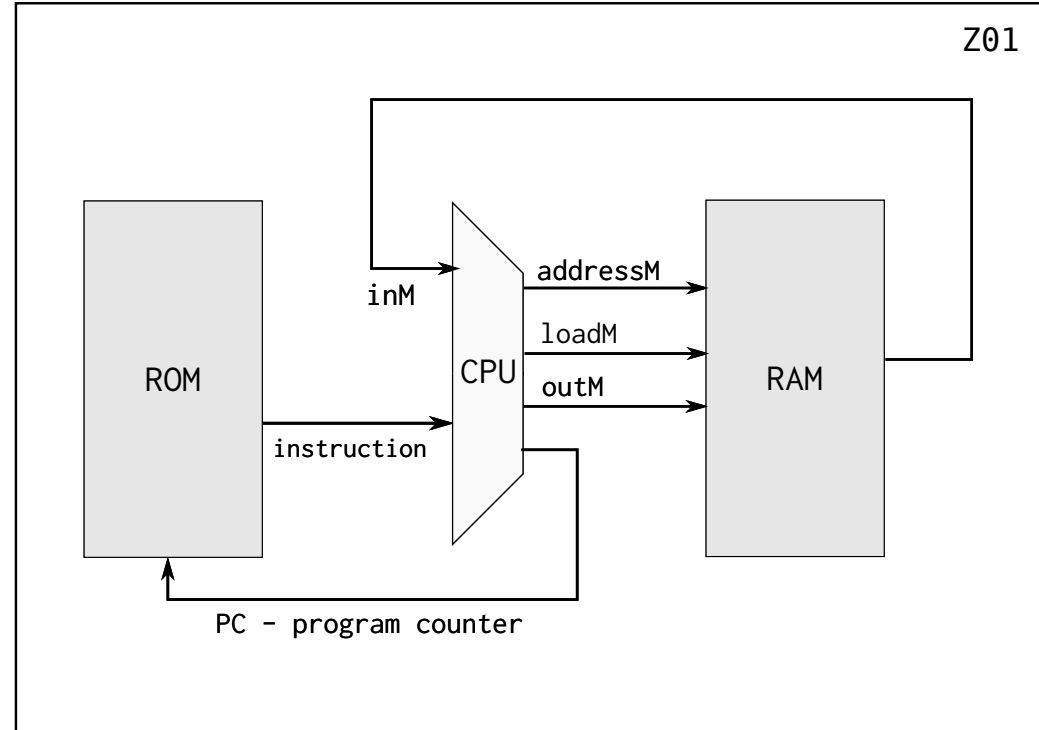 Z01
inM
addressM
loadM
outM
CPU
ROM
RAM
instruction
PC - program counter